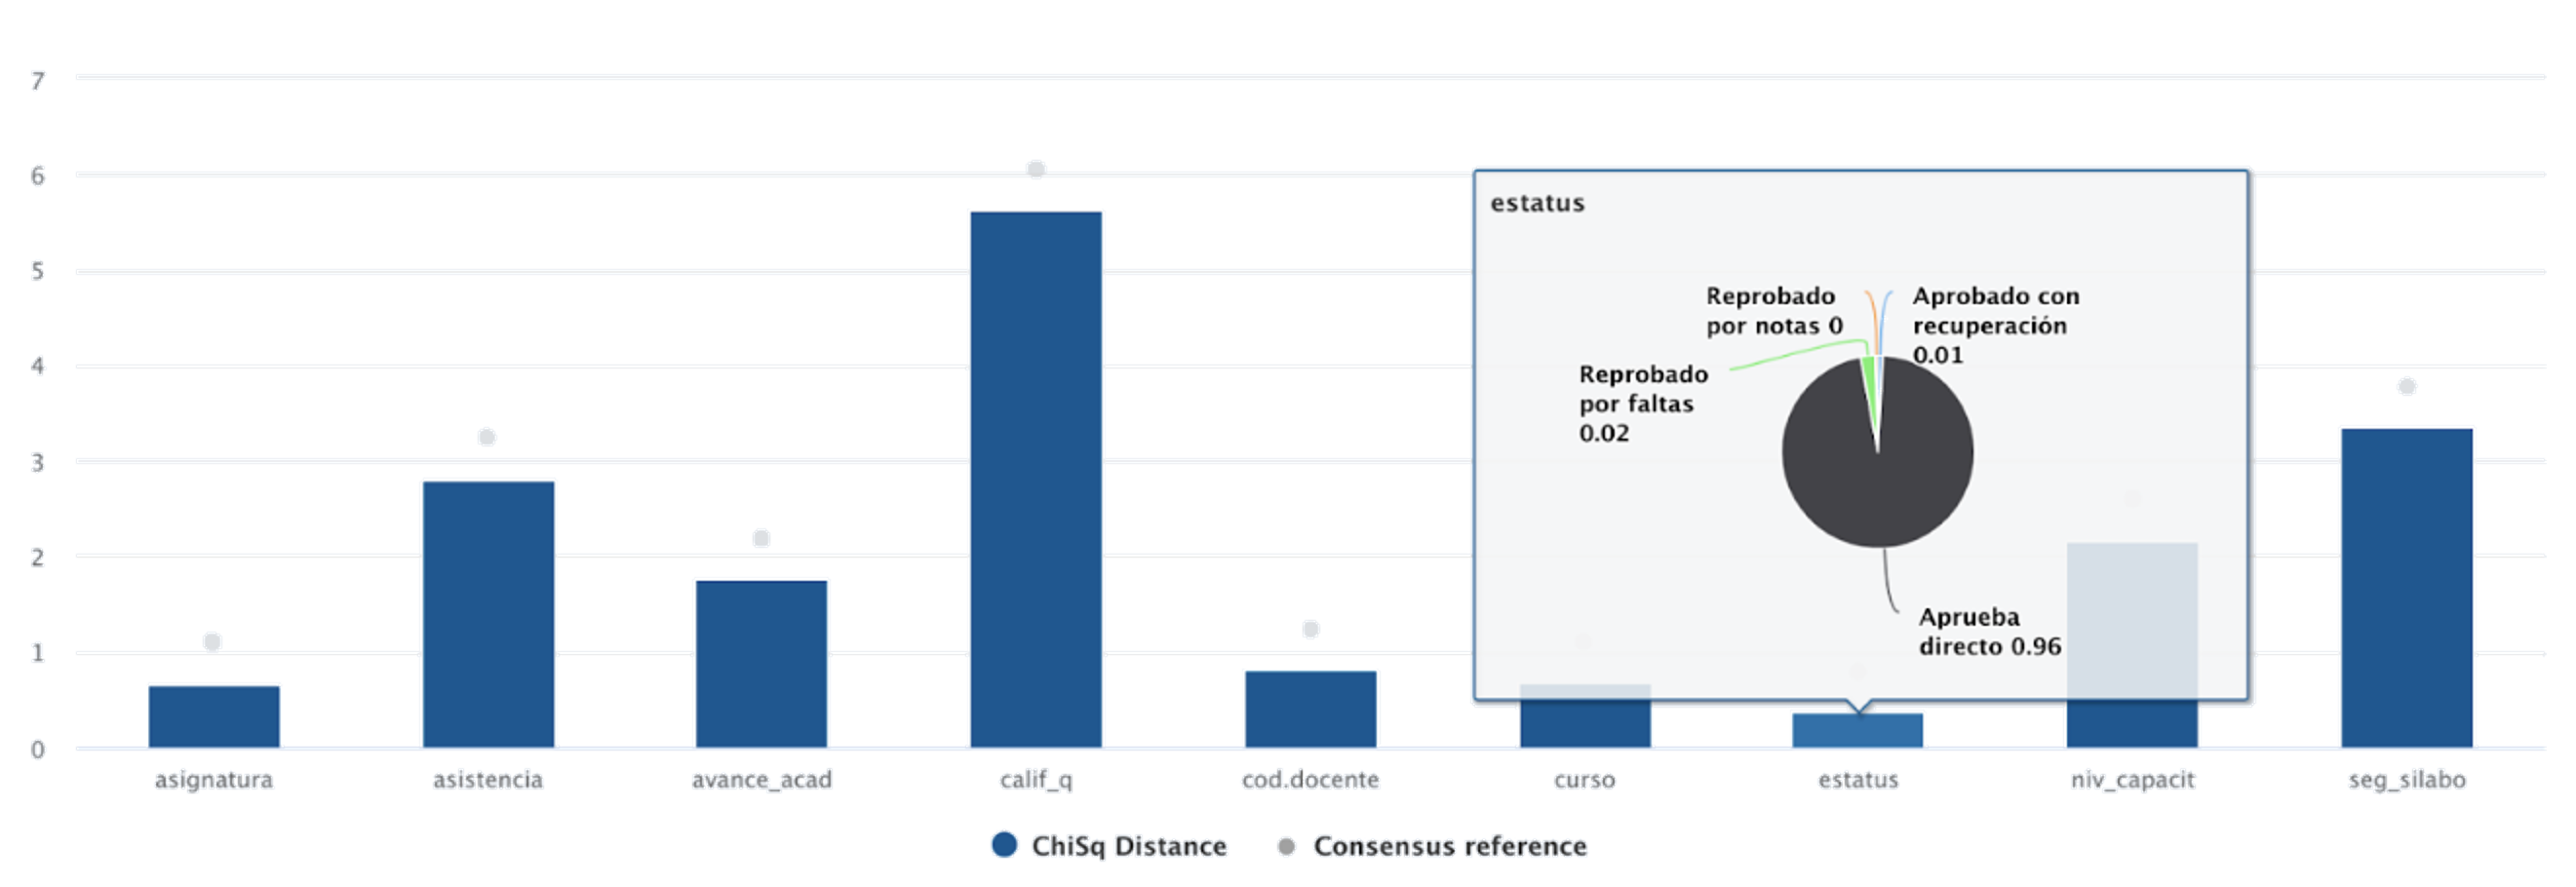 7
6
5
4
3
2
1
0
estatus
Reprobado
por notas 0
Aprobado con
recuperación
0.01
Reprobado
por faltas
0.02
Aprueba
directo 0.96
asignatura
asistencia
avance_acad
calif_q
cod.docente
curso
estatus
niv_capacit
seg_silabo
ChiSq Distance
Consensus reference